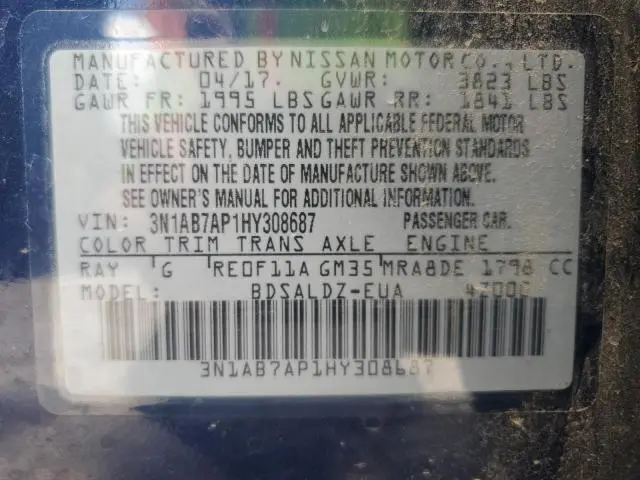 MANUFACTURED BY NISSAN MOTOR CO., LTD.
DATE: 04/17. GVWR: 3823 LBS
GAWR FR: 1995 LBS GAWR RR: 1841 LBS
THIS VEHICLE CONFORMS TO ALL APPLICABLE FEDERAL MOTOR
VEHICLE SAFETY, BUMPER AND THEFT PREVENTION STANDARDS
IN EFFECT ON THE DATE OF MANUFACTURE SHOWN ABOVE.
SEE OWNER'S MANUAL FOR ADDITIONAL INFORMATION.
VIN: 3N1AB7AP1HY308687 PASSENGER CAR.
COLOR TRIM TRANS AXLE ENGINE
RAY G RE0F11A GM35 MRA8DE 1798 CC
MODEL: BDSALDZ-EUA
3N1AB7AP1HY308687